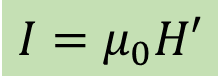 I = μ₀H′